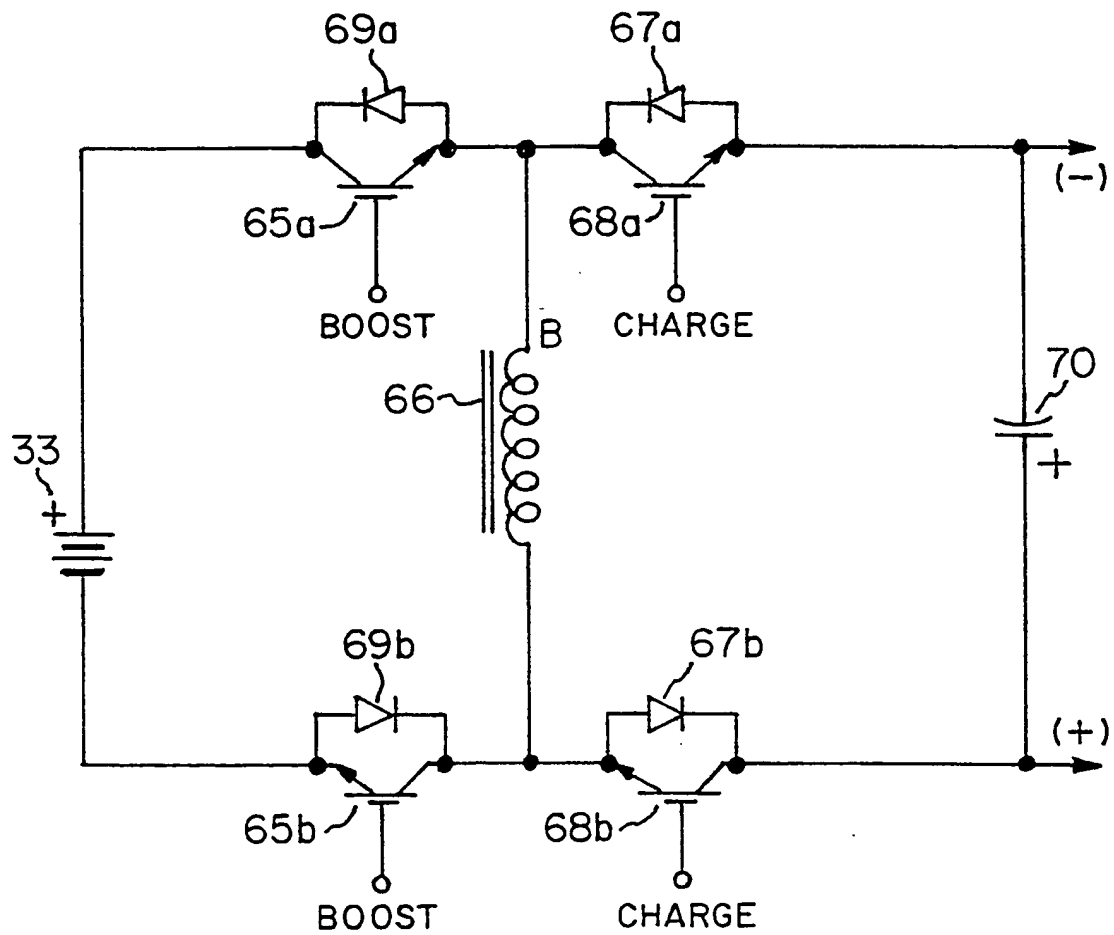 69a
67a
65a
68a
(-)
BOOST
CHARGE
B
66
70
33
+
+
69b
67b
(+)
65b
68b
BOOST
CHARGE